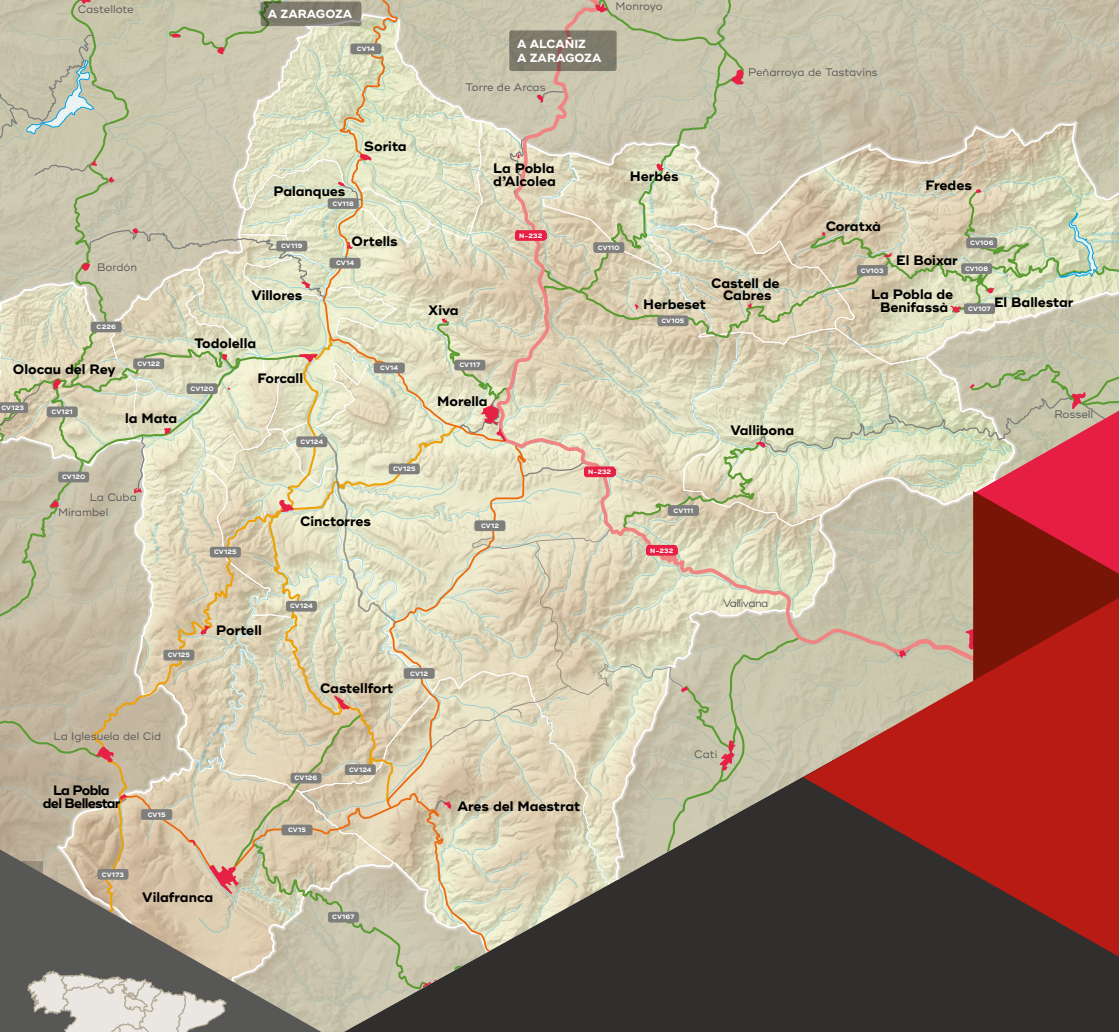 Castellote
A ZARAGOZA
Monroyo
CV14
A ALCAÑIZ
A ZARAGOZA
Peñarroya de Tastavins
Torre de Arcas
Sorita
La Pobla
d'Alcolea
Herbés
Palanques
CV118
Fredes
Coratxà
N-232
Ortells
CV119
CV110
CV106
CV14
El Boixar
CV103
CV108
Bordón
Villores
Castell de
Cabres
La Pobla de
Benifassà
El Ballestar
CV107
Xiva
Herbeset
CV105
C226
Todolella
CV122
CV117
Olocau del Rey
CV14
Forcall
CV120
Morella
CV123
CV121
la Mata
Rossell
Vallibona
CV124
CV125
N-232
CV120
La Cuba
Mirambel
CV111
Cinctorres
CV12
CV125
N-232
CV124
Vallivana
Portell
CV125
CV12
Castellfort
La Iglesuela del Cid
Catí
CV124
CV126
La Pobla
del Bellestar
Ares del Maestrat
CV15
CV15
CV173
Vilafranca
CV167